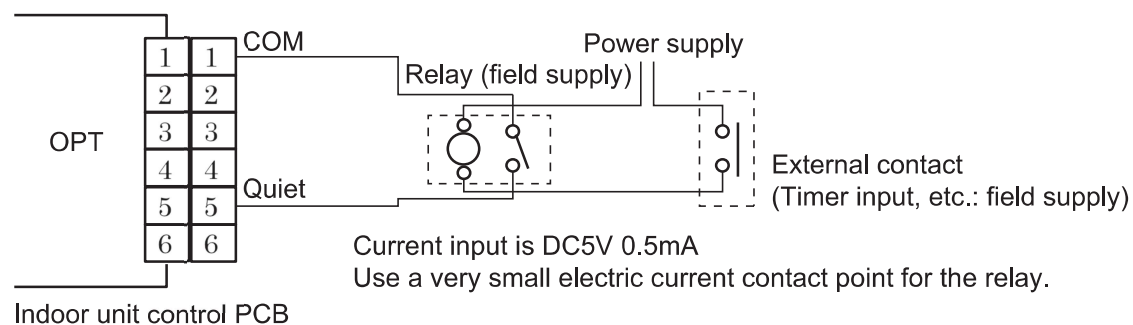 COM
Power supply
Relay (field supply)
1 1
2 2
3 3
4 4
5 5
6 6
OPT
Quiet
External contact
(Timer input, etc.: field supply)
Current input is DC5V 0.5mA
Use a very small electric current contact point for the relay.
Indoor unit control PCB